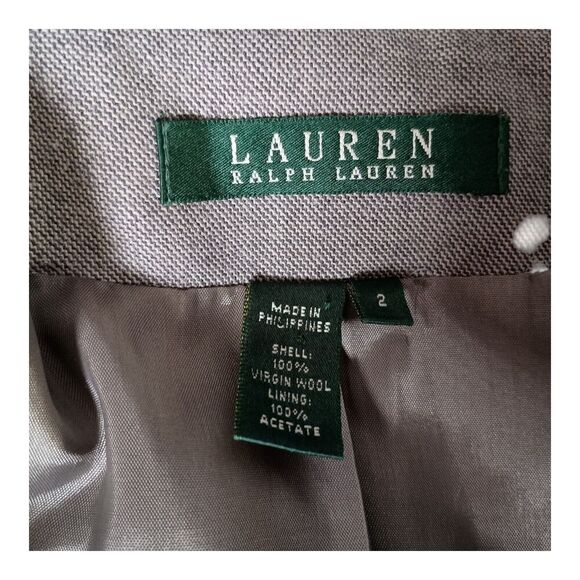 LAUREN
RALPH LAUREN
2
MADE IN
PHILIPPINES
SHELL:
100%
VIRGIN WOOL
LINING:
100%
ACETATE